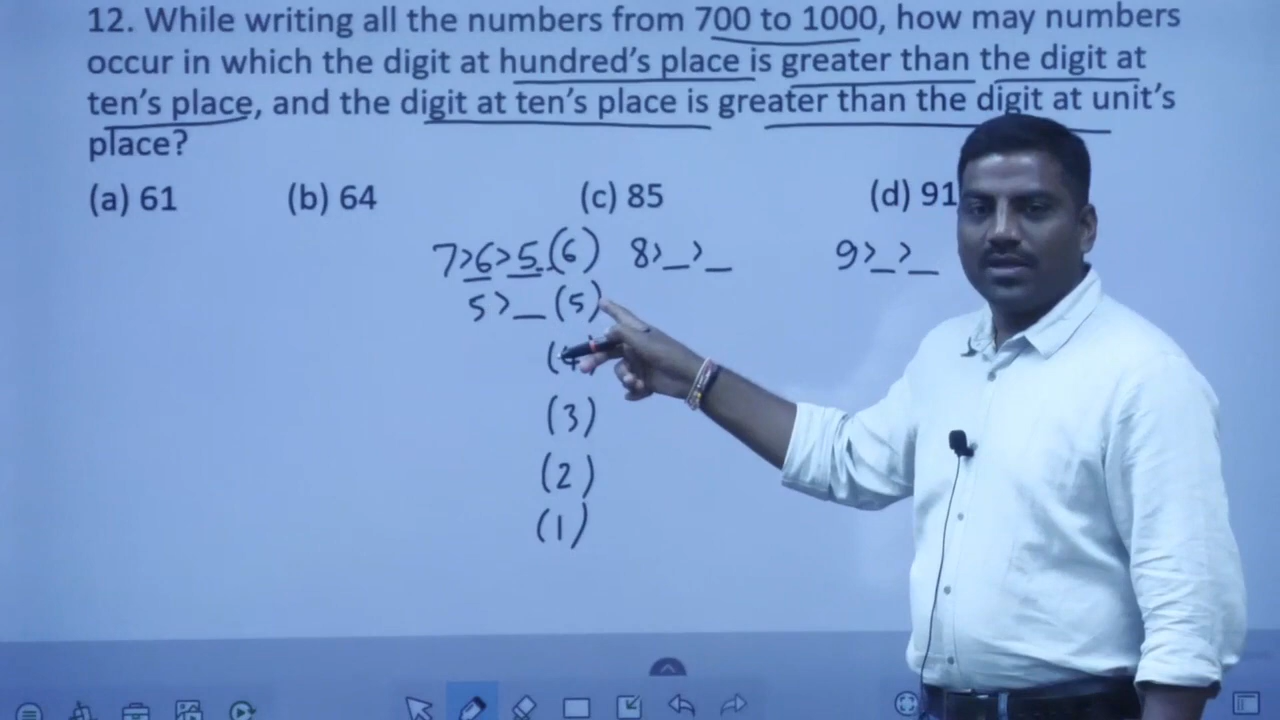 12. While writing all the numbers from 700 to 1000, how may numbers
occur in which the digit at hundred's place is greater than the digit at
ten's place, and the digit at ten's place is greater than the digit at unit's
place?
(a) 61 (b) 64 (c) 85 (d) 91
7>6>5..(6) 8>_>_ 9>_>_
5>_(5)
(4
(3)
(2)
(1)